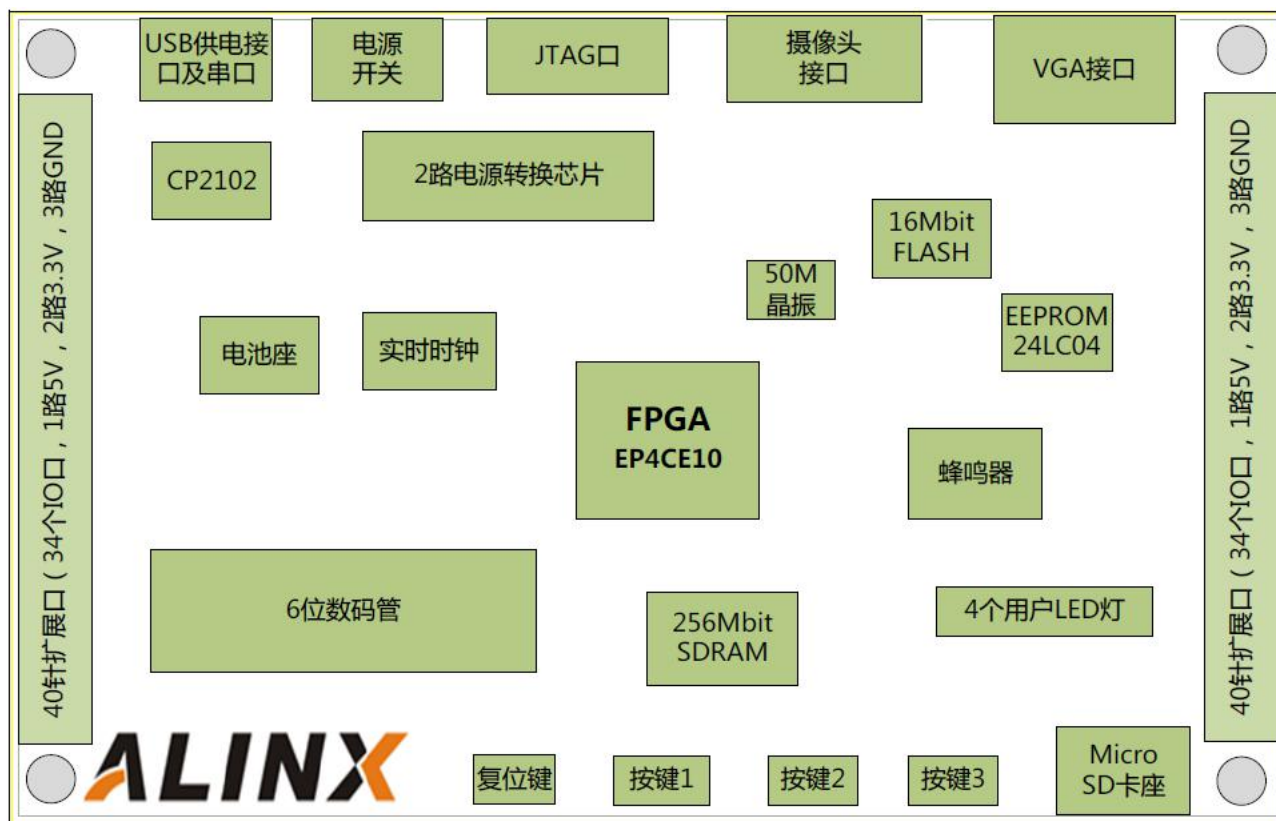 USB供电接
口及串口
电源
开关
JTAG口
摄像头
接口
VGA接口
40针扩展口（34个IO口，1路5V，2路3.3V，3路GND
CP2102
2路电源转换芯片
16Mbit
FLASH
50M
晶振
EEPROM
24LC04
电池座
实时时钟
FPGA
EP4CE10
蜂鸣器
6位数码管
256Mbit
SDRAM
4个用户LED灯
40针扩展口（34个IO口，1路5V，2路3.3V，3路GND
ALINX
复位键
按键1
按键2
按键3
Micro
SD卡座